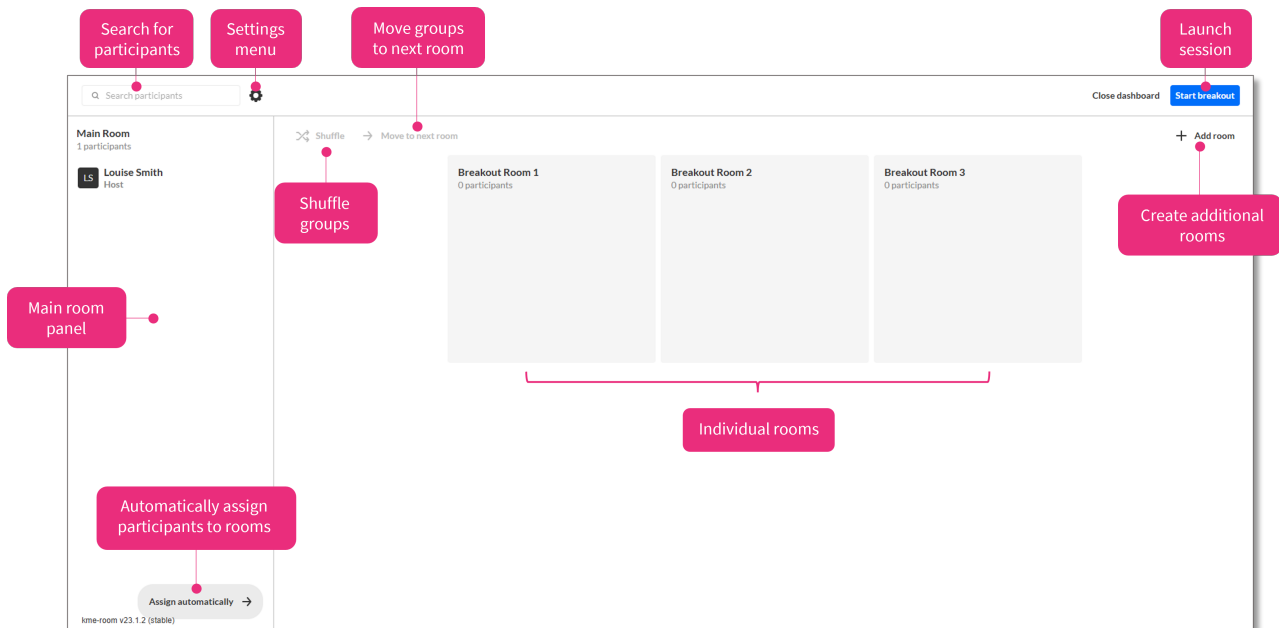 Search for
participants
Settings
menu
Move groups
to next room
Launch
session
Search participants
Close dashboard
Start breakout
Main Room
1 participants
Shuffle
Move to next room
Add room
LS
Louise Smith
Host
Breakout Room 1
0 participants
Breakout Room 2
0 participants
Breakout Room 3
0 participants
Shuffle
groups
Create additional
rooms
Main room
panel
Individual rooms
Automatically assign
participants to rooms
Assign automatically
kme-room v23.1.2 (stable)